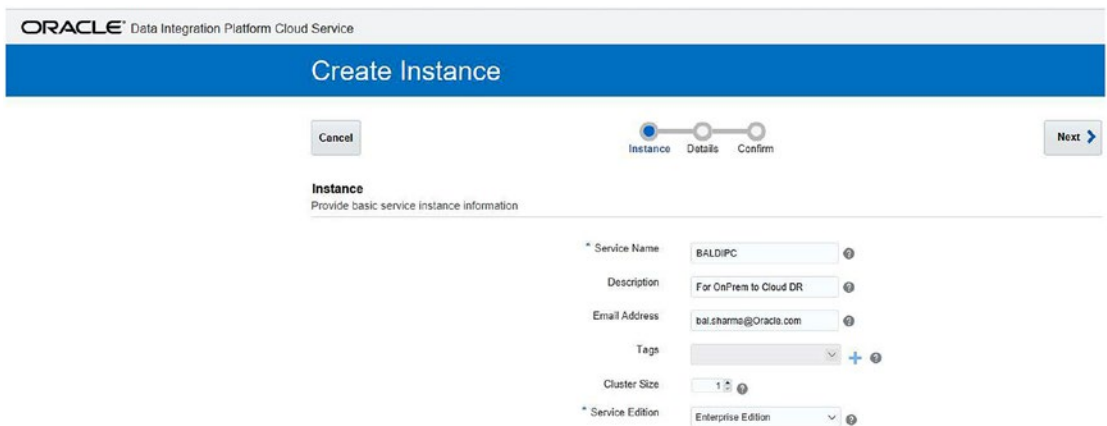 ORACLE® Data Integration Platform Cloud Service
Create Instance
Cancel
Instance Details Confirm
Next
Instance
Provide basic service instance information
* Service Name BALDIPC
Description For OnPrem to Cloud DR
Email Address bal.sharma@Oracle.com
Tags
Cluster Size 1
* Service Edition Enterprise Edition